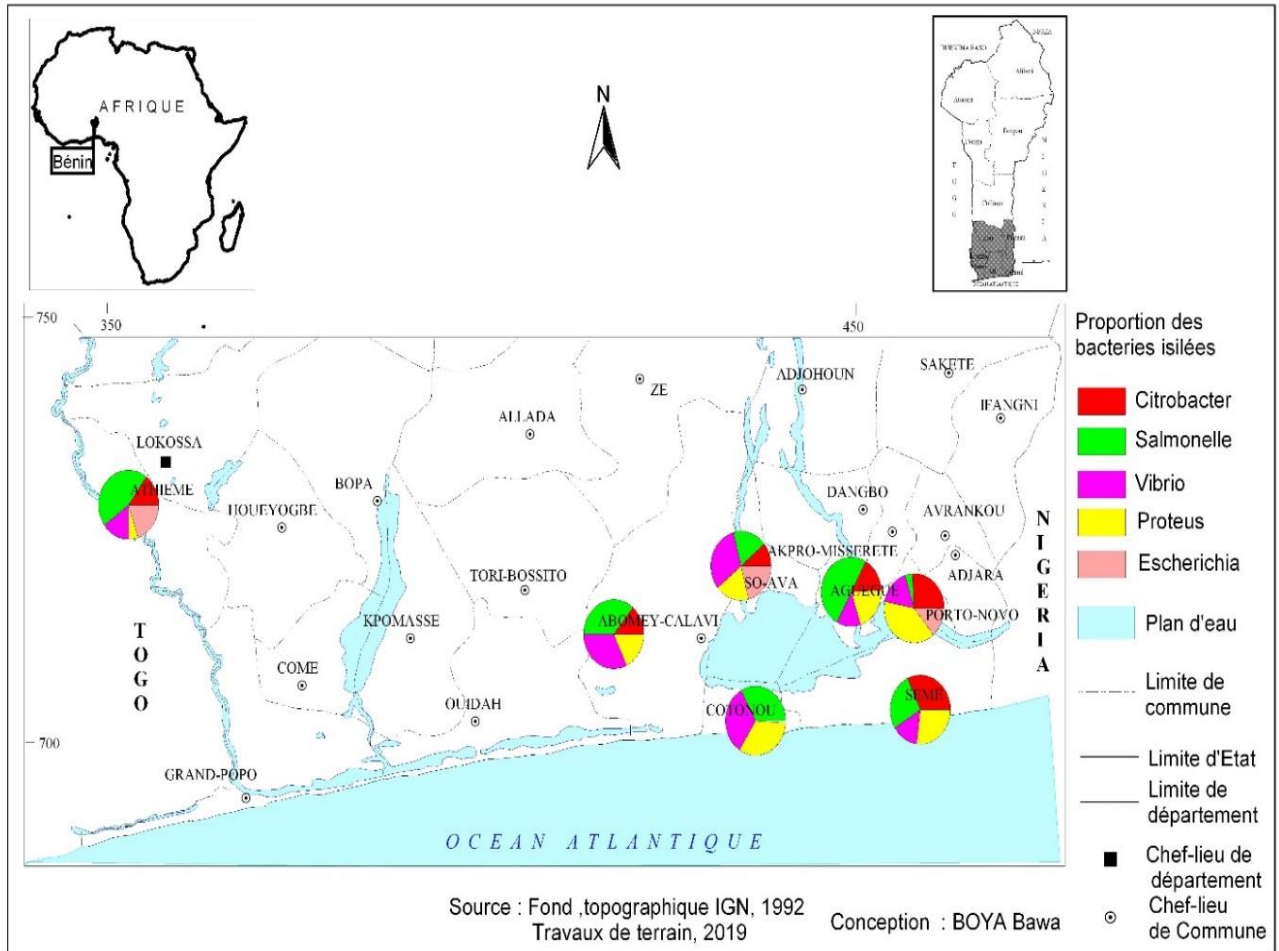 AFRIQUE
Bénin
N
TOGO
NIGERIA
750
350
450
700
SAKETE
ADJOHOUN
ZE
IFANGNI
ALLADA
LOKOSSA
BOPA
DANGBO
ATHIEME
HOUEYOGBE
AVRANKOU
AKPRO-MISSERETE
ADJARA
TORI-BOSSITO
SO-AVA
AGUEGUE
PORTO-NOVO
KPOMASSE
ABOMEY-CALAVI
COME
OUIDAH
COTONOU
SEME
GRAND-POPO
TOGO
NIGERIA
OCEAN ATLANTIQUE
Proportion des
bacteries isilées
Citrobacter
Salmonelle
Vibrio
Proteus
Escherichia
Plan d'eau
Limite de
commune
Limite d'Etat
Limite de
département
Chef-lieu de
département
Chef-lieu
de Commune
Source : Fond ,topographique IGN, 1992
Travaux de terrain, 2019
Conception : BOYA Bawa